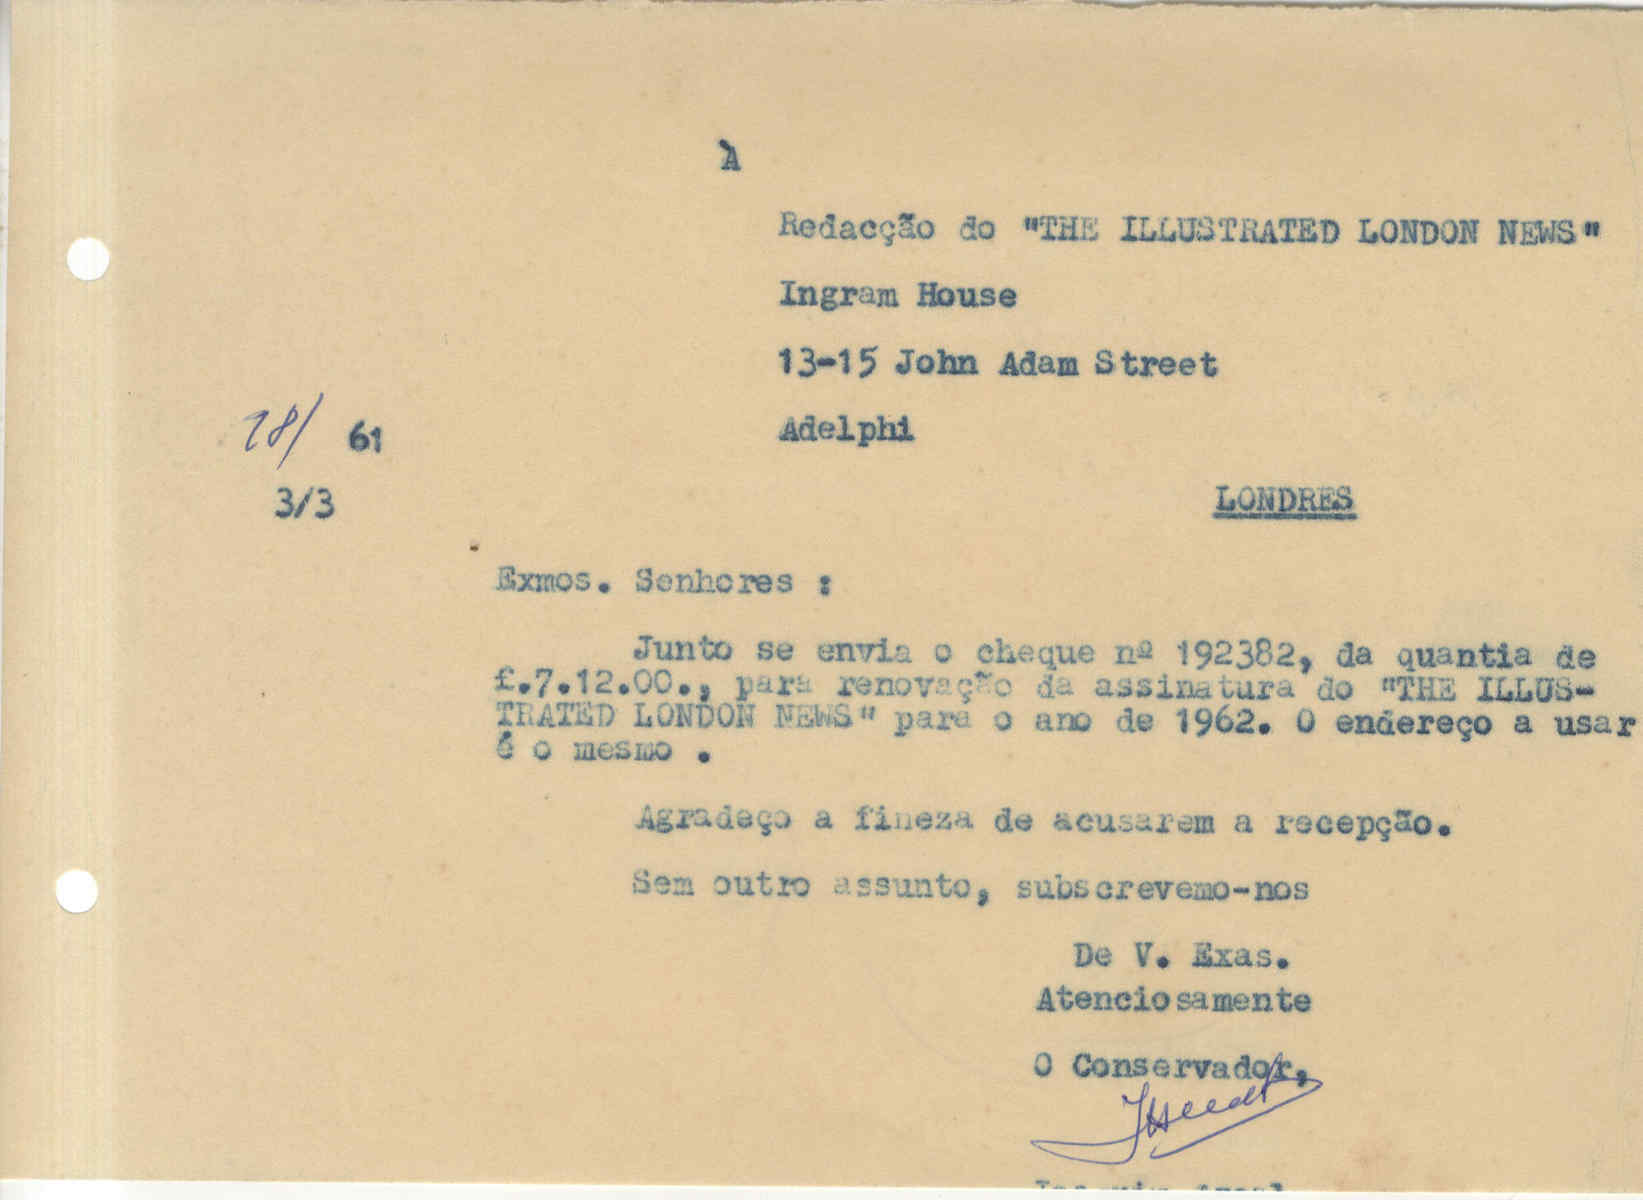 À
Redacção do "THE ILLUSTRATED LONDON NEWS"
Ingram House
13-15 John Adam Street
Adelphi
LONDRES
28/ 61
3/3
Exmos. Senhores :
Junto se envia o cheque nº 192382, da quantia de
£.7.12.00., para renovação da assinatura do "THE ILLUS-
TRATED LONDON NEWS" para o ano de 1962. O endereço a usar
é o mesmo .
Agradeço a fineza de acusarem a recepção.
Sem outro assunto, subscrevemo-nos
De V. Exas.
Atenciosamente
O Conservador,